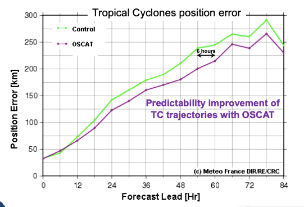 Tropical Cyclones position error
Control
OSCAT
6 hours
Predictability improvement of
TC trajectories with OSCAT
(c) Meteo France DIR/RE/CRC
Position Error [km]
300
250
200
150
100
50
0
0 12 24 36 48 60 72 84
Forecast Lead [Hr]